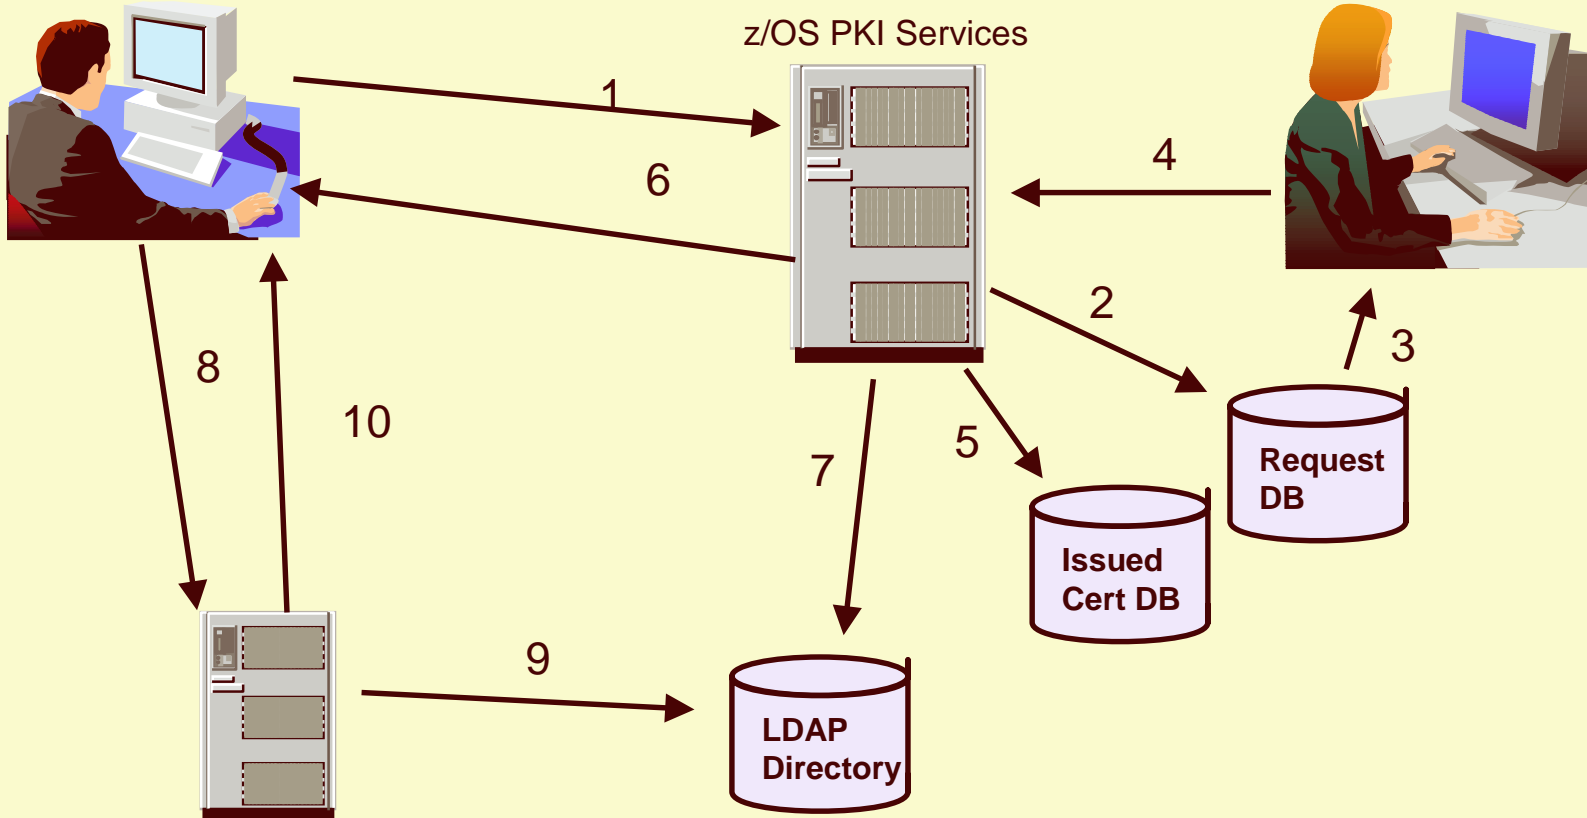 z/OS PKI Services
1
6
4
2
3
8
10
5
7
Request
DB
Issued
Cert DB
9
LDAP
Directory